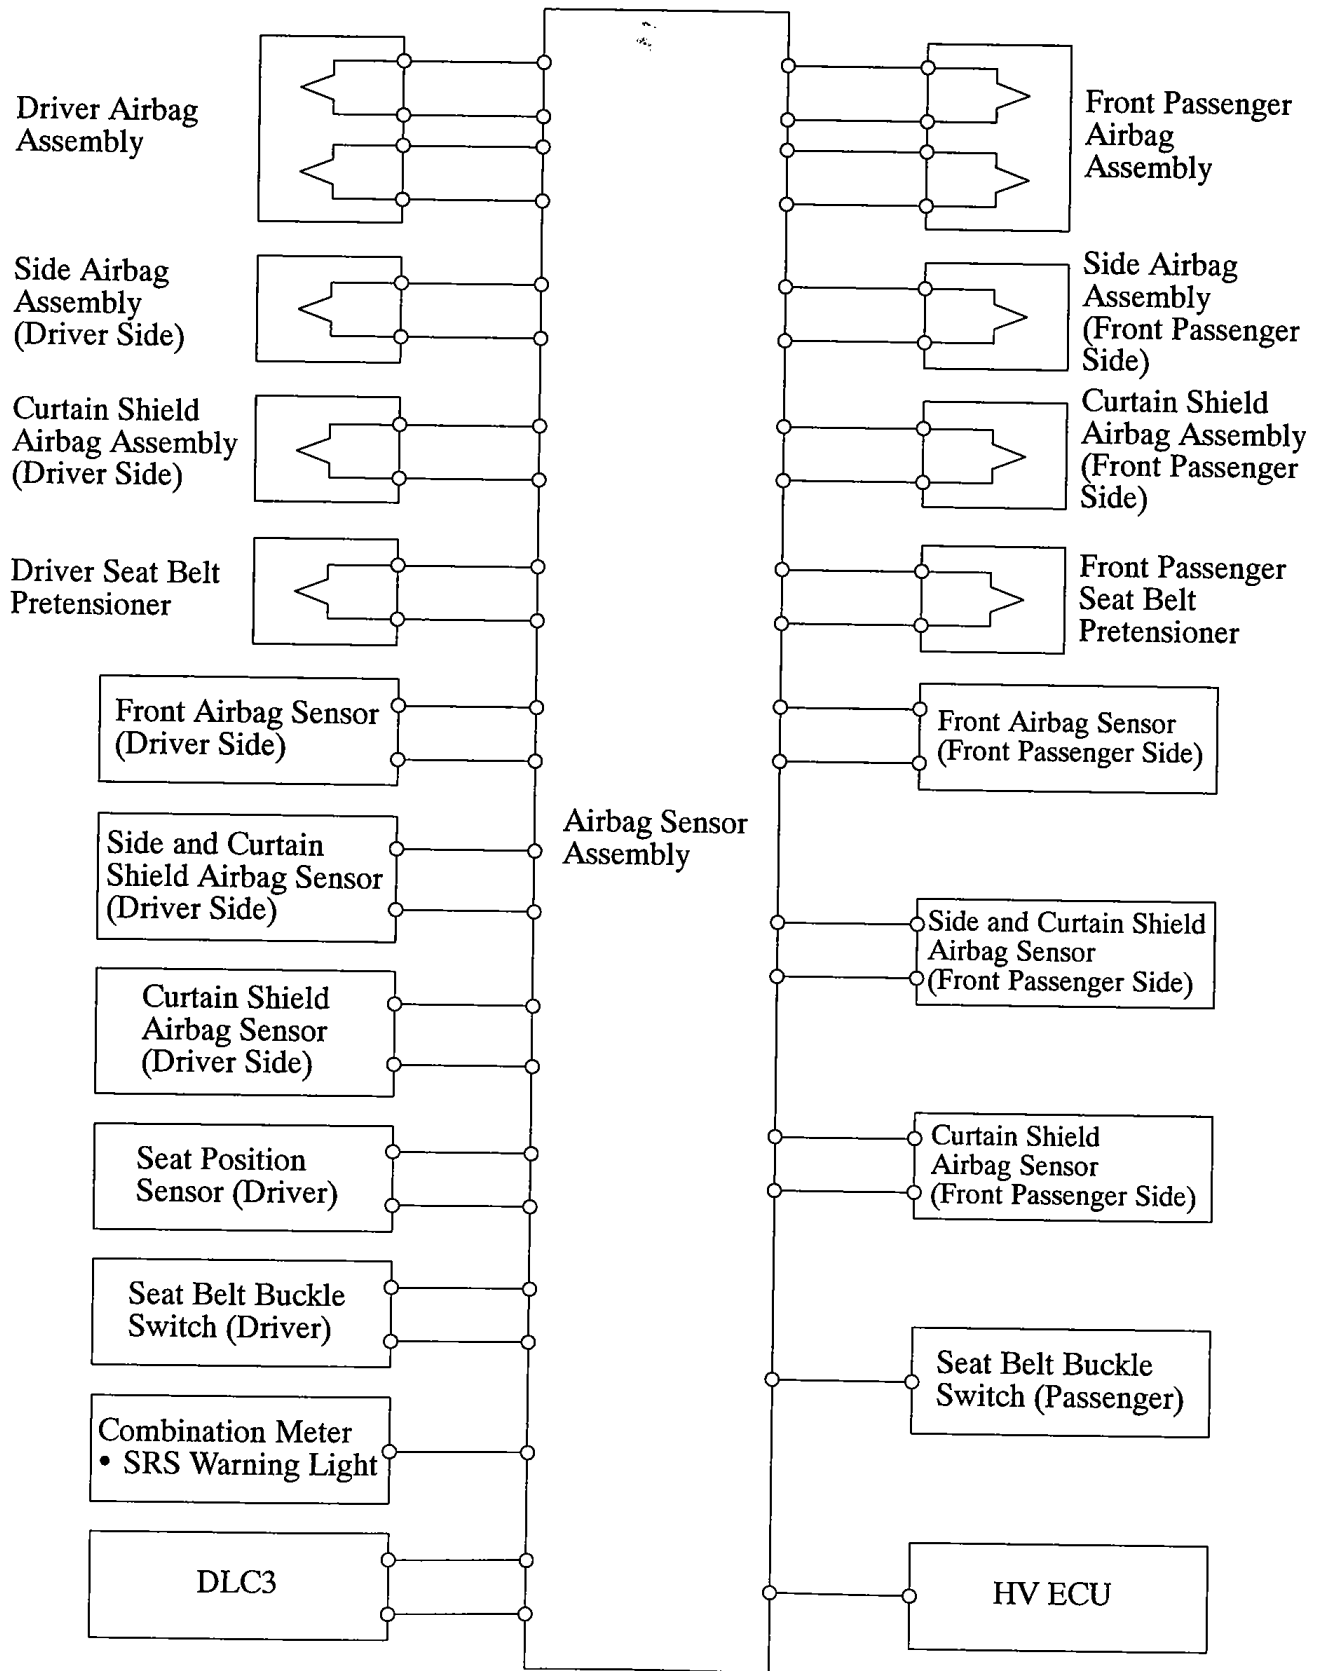 Driver Airbag
Assembly
Side Airbag
Assembly
(Driver Side)
Curtain Shield
Airbag Assembly
(Driver Side)
Driver Seat Belt
Pretensioner
Front Airbag Sensor
(Driver Side)
Side and Curtain
Shield Airbag Sensor
(Driver Side)
Curtain Shield
Airbag Sensor
(Driver Side)
Seat Position
Sensor (Driver)
Seat Belt Buckle
Switch (Driver)
Combination Meter
• SRS Warning Light
DLC3
Airbag Sensor
Assembly
Front Passenger
Airbag
Assembly
Side Airbag
Assembly
(Front Passenger
Side)
Curtain Shield
Airbag Assembly
(Front Passenger
Side)
Front Passenger
Seat Belt
Pretensioner
Front Airbag Sensor
(Front Passenger Side)
Side and Curtain Shield
Airbag Sensor
(Front Passenger Side)
Curtain Shield
Airbag Sensor
(Front Passenger Side)
Seat Belt Buckle
Switch (Passenger)
HV ECU